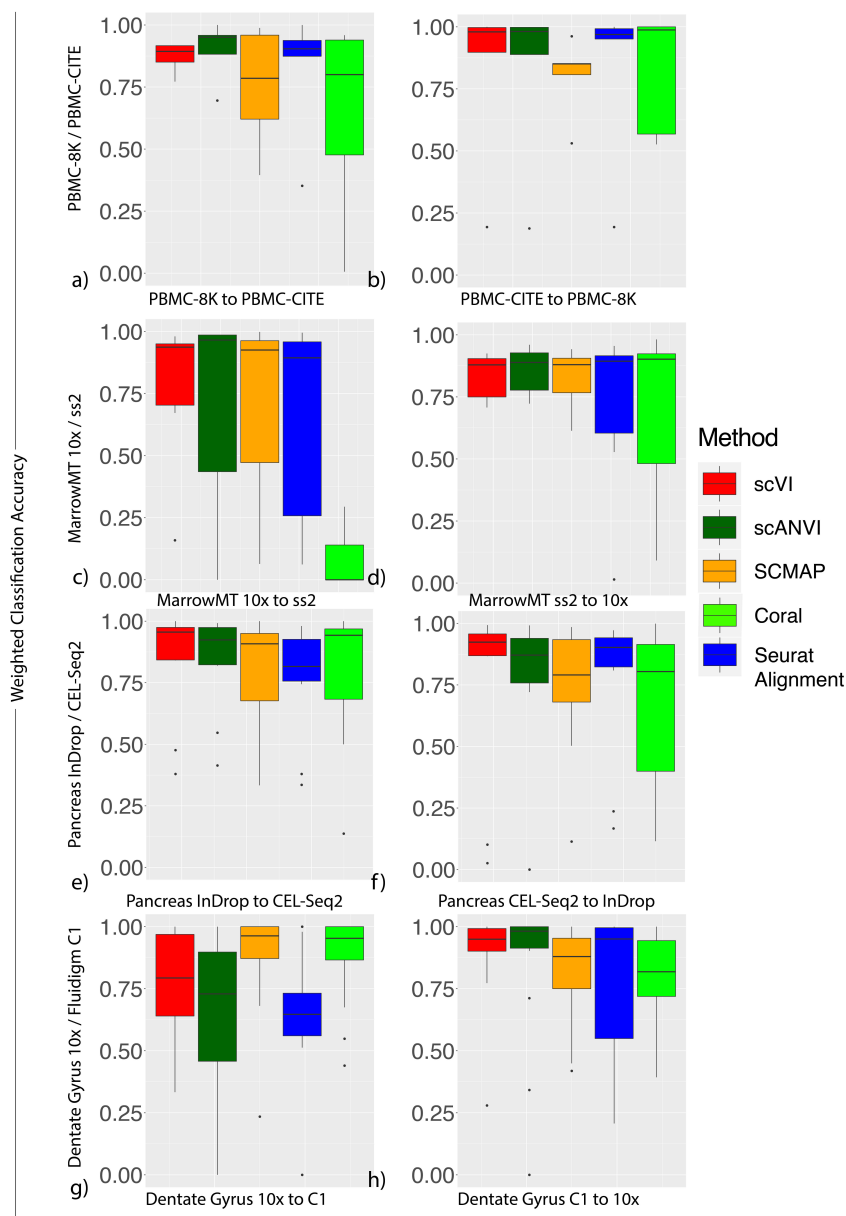 Weighted Classification Accuracy
PBMC-8K / PBMC-CITE
1.00
0.75
0.50
0.25
0.00
a)
PBMC-8K to PBMC-CITE
1.00
0.75
0.50
0.25
0.00
b)
PBMC-CITE to PBMC-8K
MarrowMT 10x / ss2
1.00
0.75
0.50
0.25
0.00
c)
MarrowMT 10x to ss2
1.00
0.75
0.50
0.25
0.00
d)
MarrowMT ss2 to 10x
Pancreas InDrop / CEL-Seq2
1.00
0.75
0.50
0.25
0.00
e)
Pancreas InDrop to CEL-Seq2
1.00
0.75
0.50
0.25
0.00
f)
Pancreas CEL-Seq2 to InDrop
Dentate Gyrus 10x / Fluidigm C1
1.00
0.75
0.50
0.25
0.00
g)
Dentate Gyrus 10x to C1
1.00
0.75
0.50
0.25
0.00
h)
Dentate Gyrus C1 to 10x
Method
scVI
scANVI
SCMAP
Coral
Seurat
Alignment